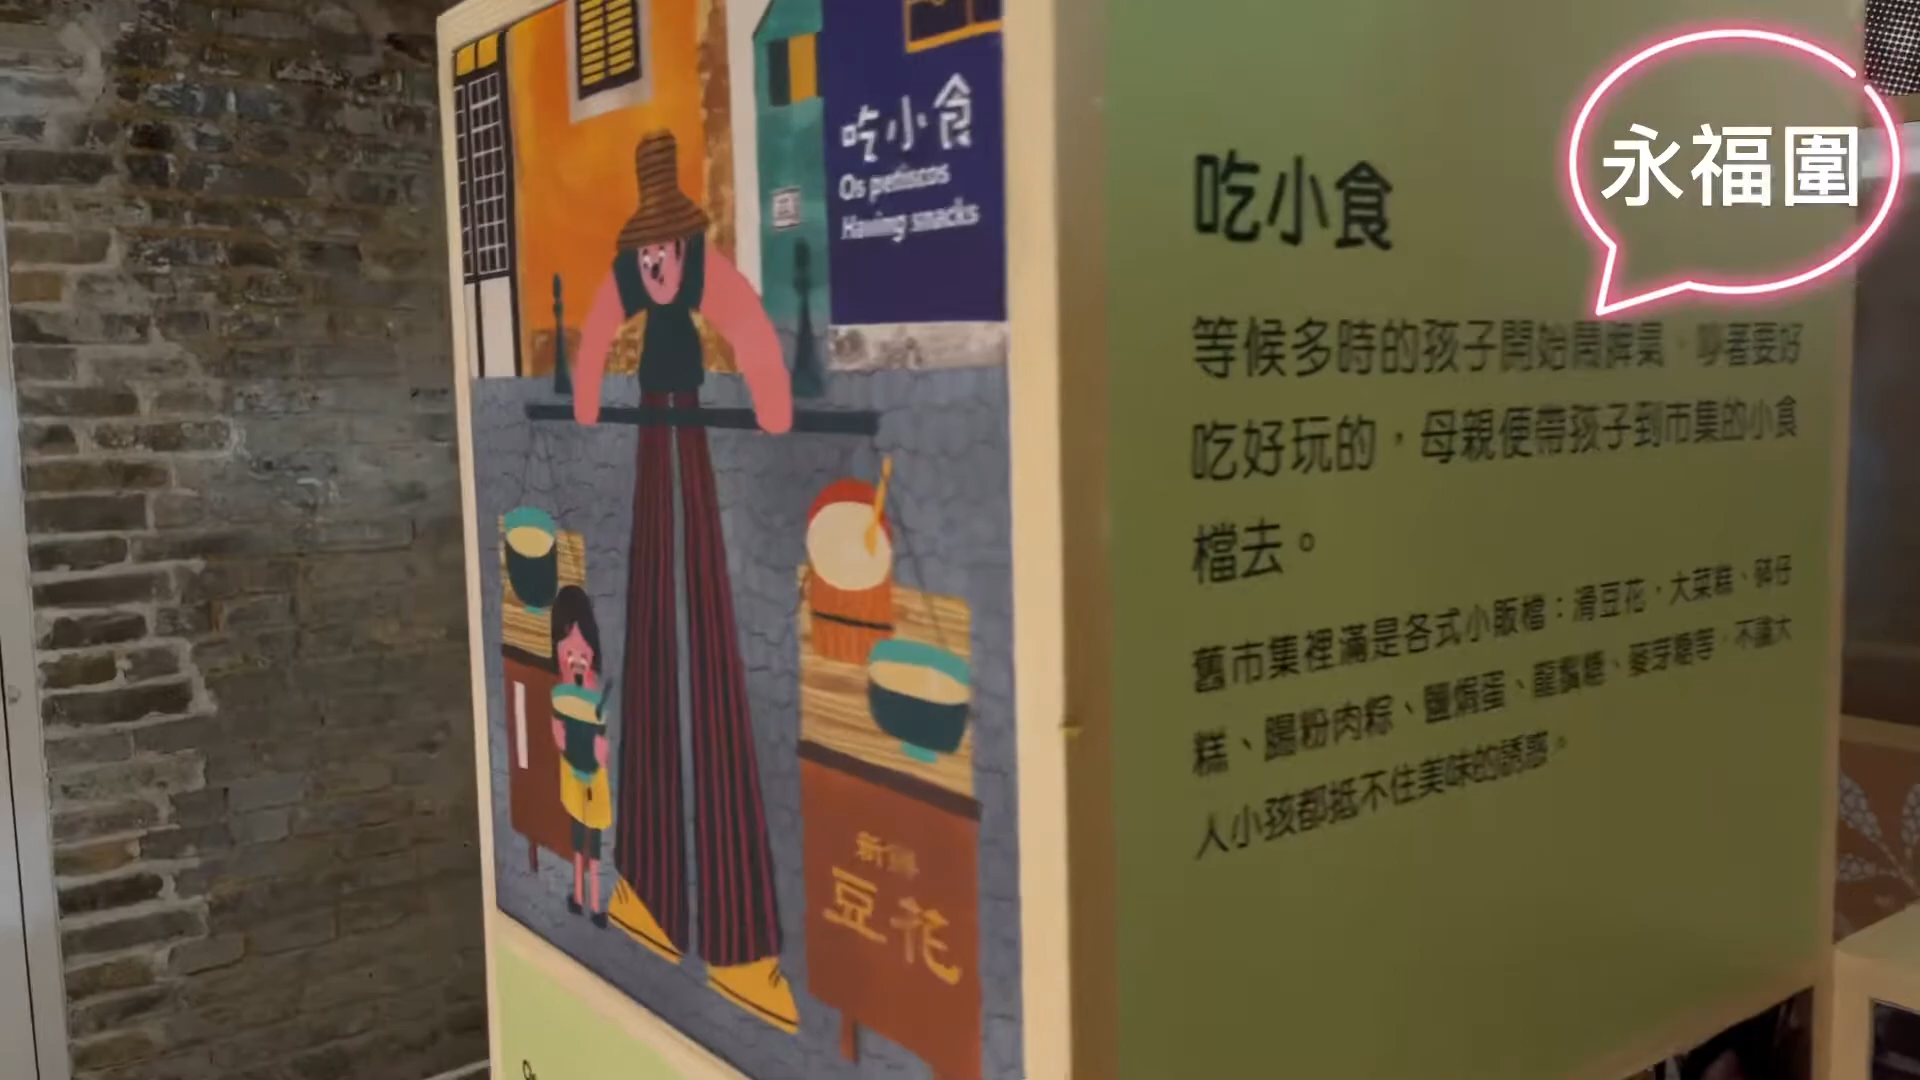 吃小食
Os petiscos
Having snacks
豆花
永福圍
吃小食
等候多時的孩子開始鬧脾氣，嚷著要好
吃好玩的，母親便帶孩子到市集的小食
檔去。
舊市集裡滿是各式小販檔：滑豆花、大菜糕、砵仔
糕、腸粉肉粽、鹽焗蛋、龍鬚糖、麥芽糖等，不論大
人小孩都抵不住美味的誘惑。